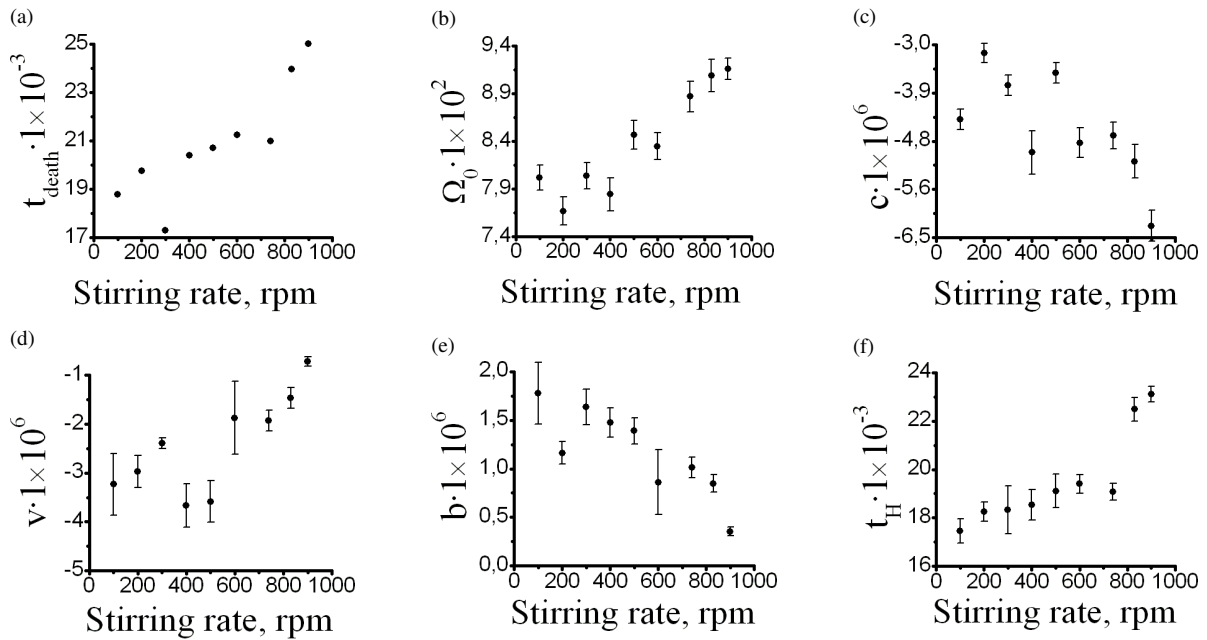 (a)
t_death·1×10^-3
25
23
21
19
17
0 200 400 600 800 1000
Stirring rate, rpm
(b)
Ω_0·1×10^2
9,4
8,9
8,4
7,9
7,4
0 200 400 600 800 1000
Stirring rate, rpm
(c)
c·1×10^6
-3,0
-3,9
-4,8
-5,6
-6,5
0 200 400 600 800 1000
Stirring rate, rpm
(d)
v·1×10^6
-1
-2
-3
-4
-5
0 200 400 600 800 1000
Stirring rate, rpm
(e)
b·1×10^6
2,0
1,5
1,0
0,5
0,0
0 200 400 600 800 1000
Stirring rate, rpm
(f)
t_H·1×10^-3
24
22
20
18
16
0 200 400 600 800 1000
Stirring rate, rpm